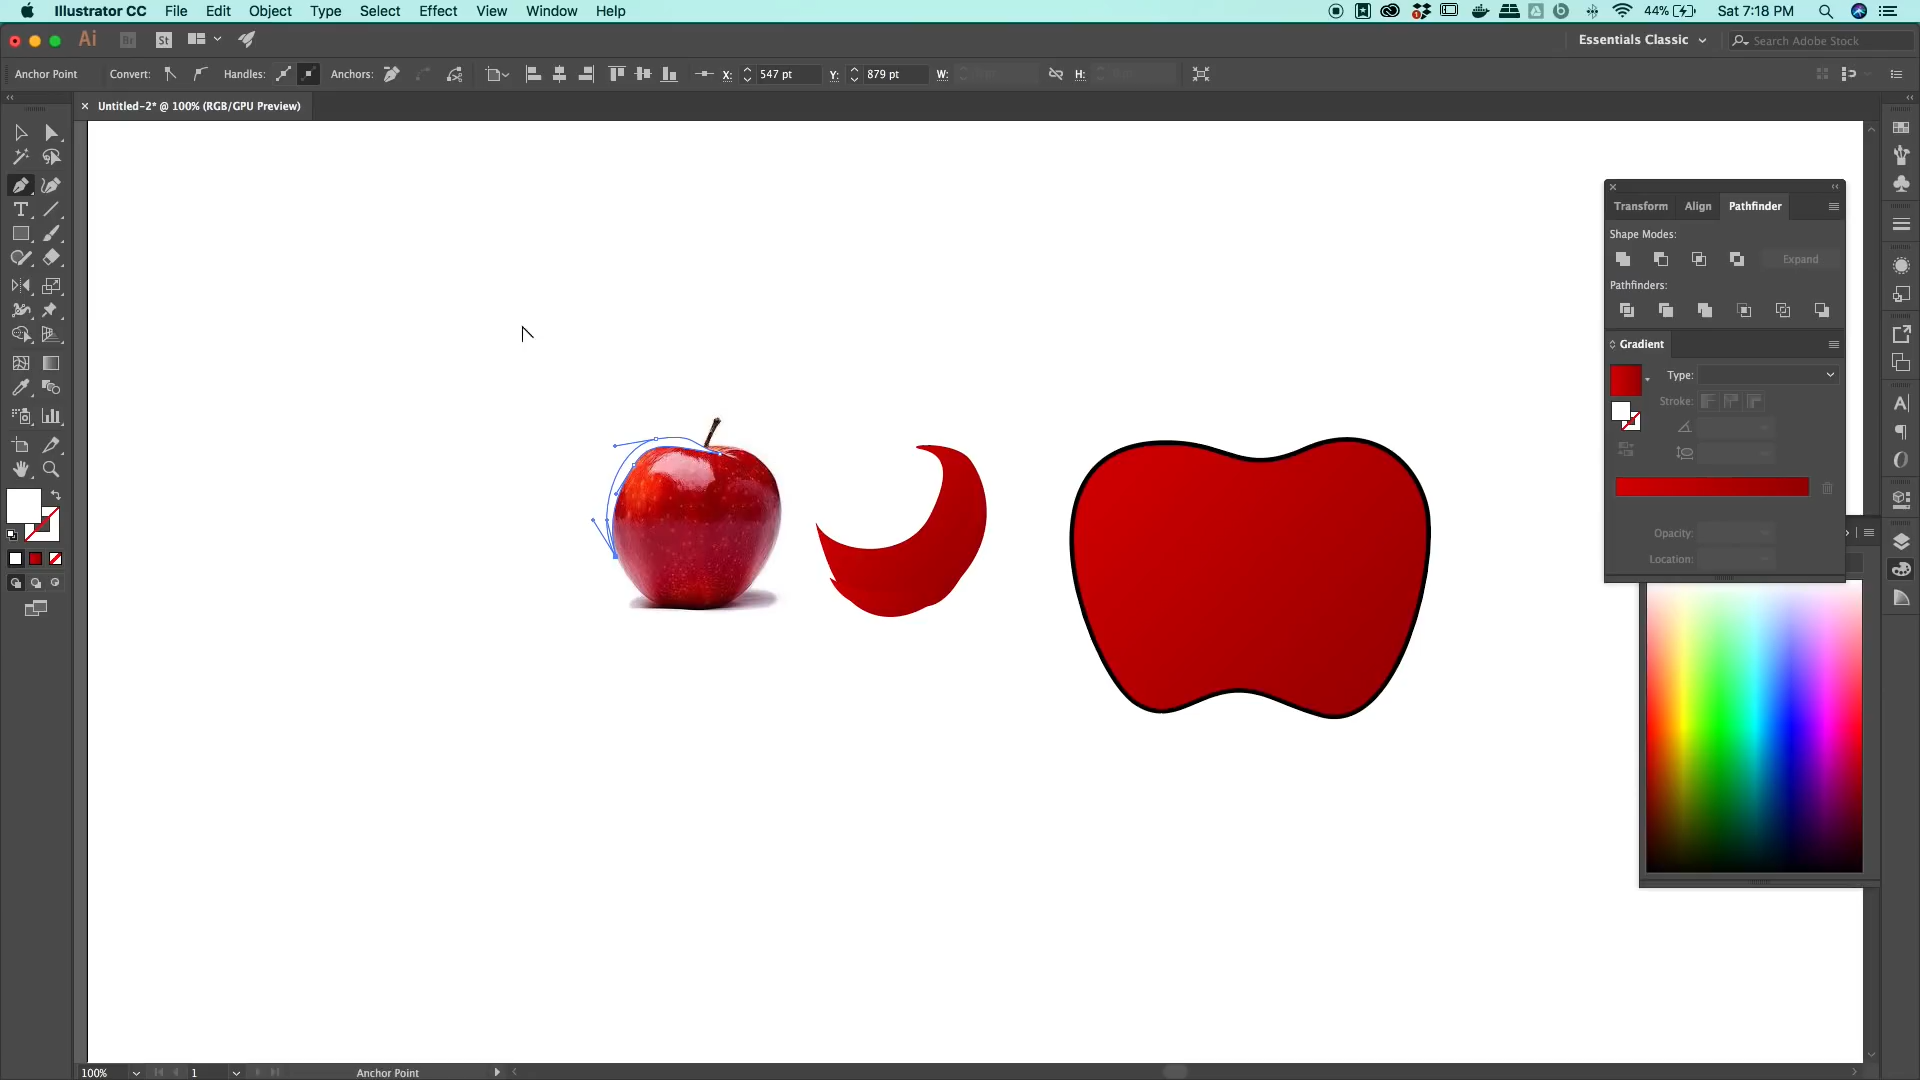 Illustrator CC File Edit Object Type Select Effect View Window Help 44% Sat 7:18 PM
Ai Br St Essentials Classic Search Adobe Stock
Anchor Point Convert: Handles: Anchors: X: 547 pt Y: 879 pt W: H:
Untitled-2* @ 100% (RGB/GPU Preview)
Transform Align Pathfinder
Shape Modes:
Expand
Pathfinders:
Gradient
Type:
Stroke:
Opacity:
Location:
100% 1 Anchor Point